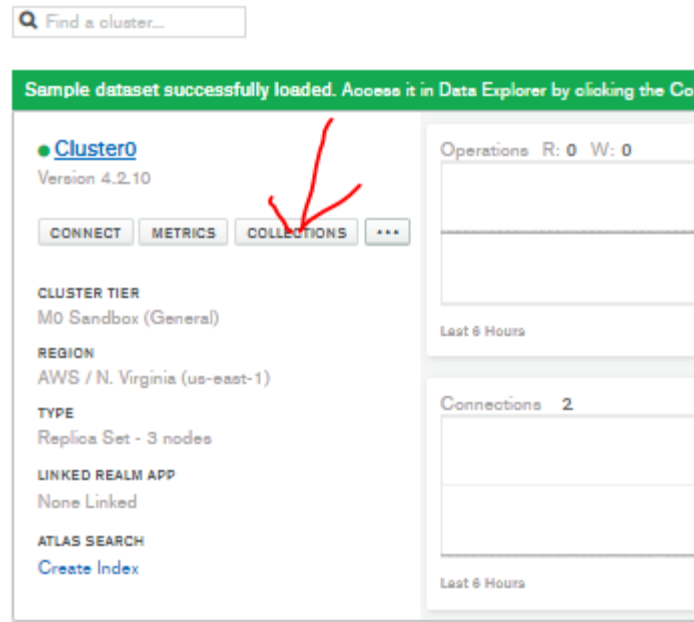 Find a cluster...
Sample dataset successfully loaded. Access it in Data Explorer by clicking the Co
Cluster0
Version 4.2.10
CONNECT METRICS COLLECTIONS ...
CLUSTER TIER
M0 Sandbox (General)
REGION
AWS / N. Virginia (us-east-1)
TYPE
Replica Set - 3 nodes
LINKED REALM APP
None Linked
ATLAS SEARCH
Create Index
Operations R: 0 W: 0
Last 6 Hours
Connections 2
Last 6 Hours